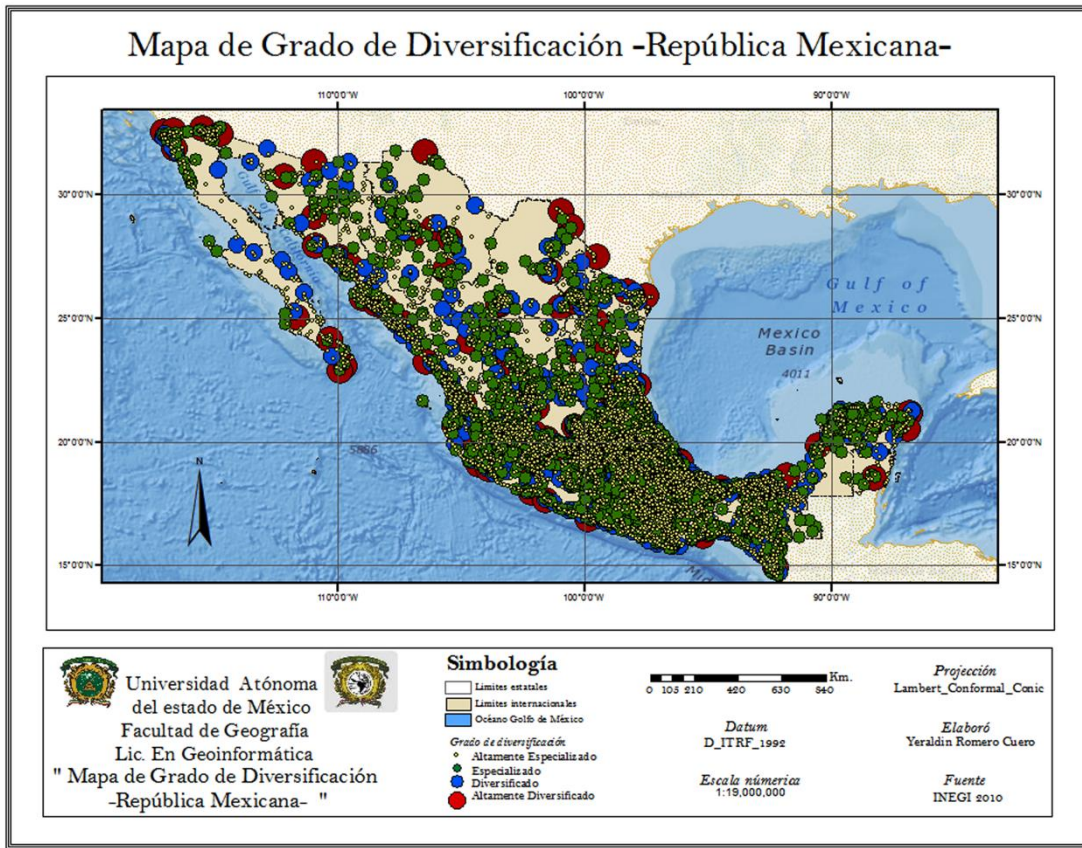 Mapa de Grado de Diversificación -República Mexicana-
110°0'0"W 100°0'0"W 90°0'0"W
30°0'0"N 30°0'0"N
Gulf of
Mexico
25°0'0"N 25°0'0"N
Mexico
Basin
4011
20°0'0"N 20°0'0"N
5886
15°0'0"N 15°0'0"N
110°0'0"W 100°0'0"W 90°0'0"W
N
Universidad Atónoma
del estado de México
Facultad de Geografía
Lic. En Geoinformática
" Mapa de Grado de Diversificación
-República Mexicana- "
Simbología
Limites estatales
Limites internacionales
Océano Golfo de México
Grado de diversificación
Altamente Especializado
Especializado
Diversificado
Altamente Diversificado
Km.
0 105 210 420 630 840
Datum
D_ITRF_1992
Escala númerica
1:19,000,000
Projección
Lambert_Conformal_Conic
Elaboró
Yeraldin Romero Cuero
Fuente
INEGI 2010